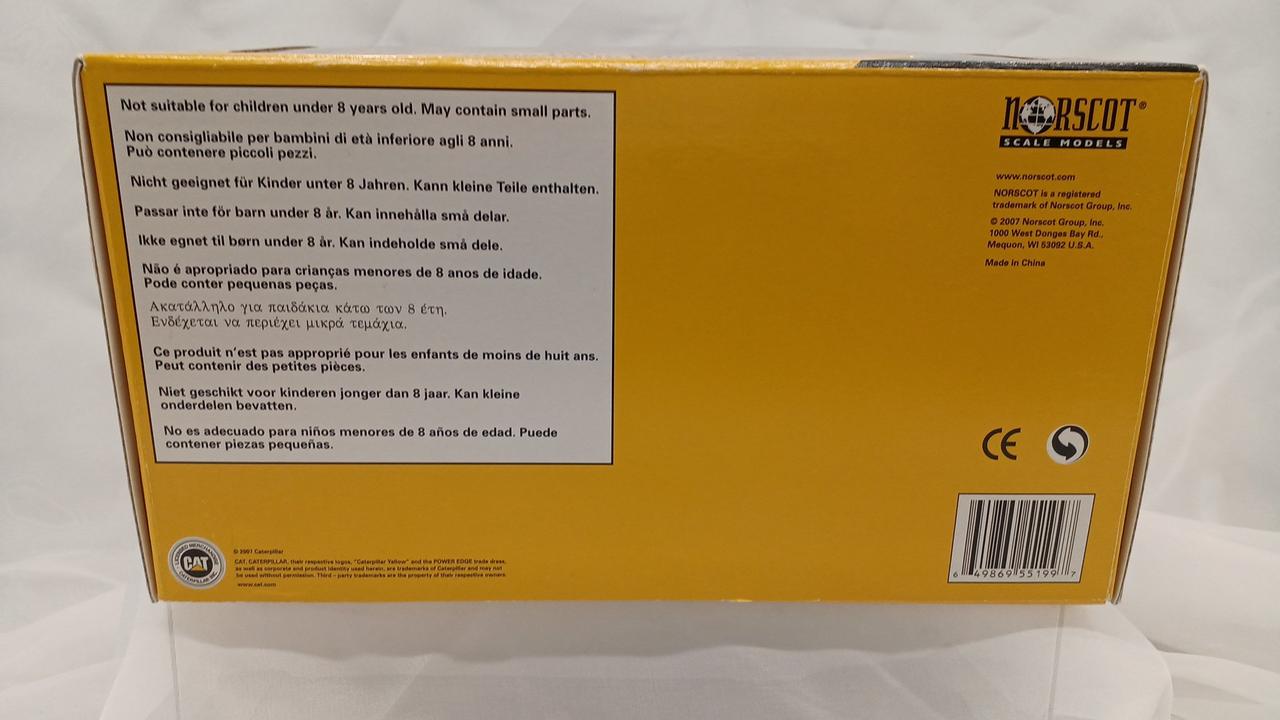 Not suitable for children under 8 years old. May contain small parts.
Non consigliabile per bambini di età inferiore agli 8 anni.
Può contenere piccoli pezzi.
Nicht geeignet für Kinder unter 8 Jahren. Kann kleine Teile enthalten.
Passar inte för barn under 8 år. Kan innehålla små delar.
Ikke egnet til børn under 8 år. Kan indeholde små dele.
Não é apropriado para crianças menores de 8 anos de idade.
Pode conter pequenas peças.
Ακατάλληλο για παιδάκια κάτω των 8 έτη.
Ενδέχεται να περιέχει μικρά τεμάχια.
Ce produit n'est pas approprié pour les enfants de moins de huit ans.
Peut contenir des petites pièces.
Niet geschikt voor kinderen jonger dan 8 jaar. Kan kleine
onderdelen bevatten.
No es adecuado para niños menores de 8 años de edad. Puede
contener piezas pequeñas.
NORSCOT®
SCALE MODELS
www.norscot.com
NORSCOT is a registered
trademark of Norscot Group, Inc.
© 2007 Norscot Group, Inc.
1000 West Donges Bay Rd.,
Mequon, WI 53092 U.S.A.
Made in China
CE
6 49869 55199 7
LICENSED MERCHANDISE
CAT
CATERPILLAR INC.
© 2007 Caterpillar
CAT, CATERPILLAR, their respective logos, "Caterpillar Yellow" and the POWER EDGE trade dress,
as well as corporate and product identity used herein, are trademarks of Caterpillar and may not
be used without permission. Third – party trademarks are the property of their respective owners.
www.cat.com